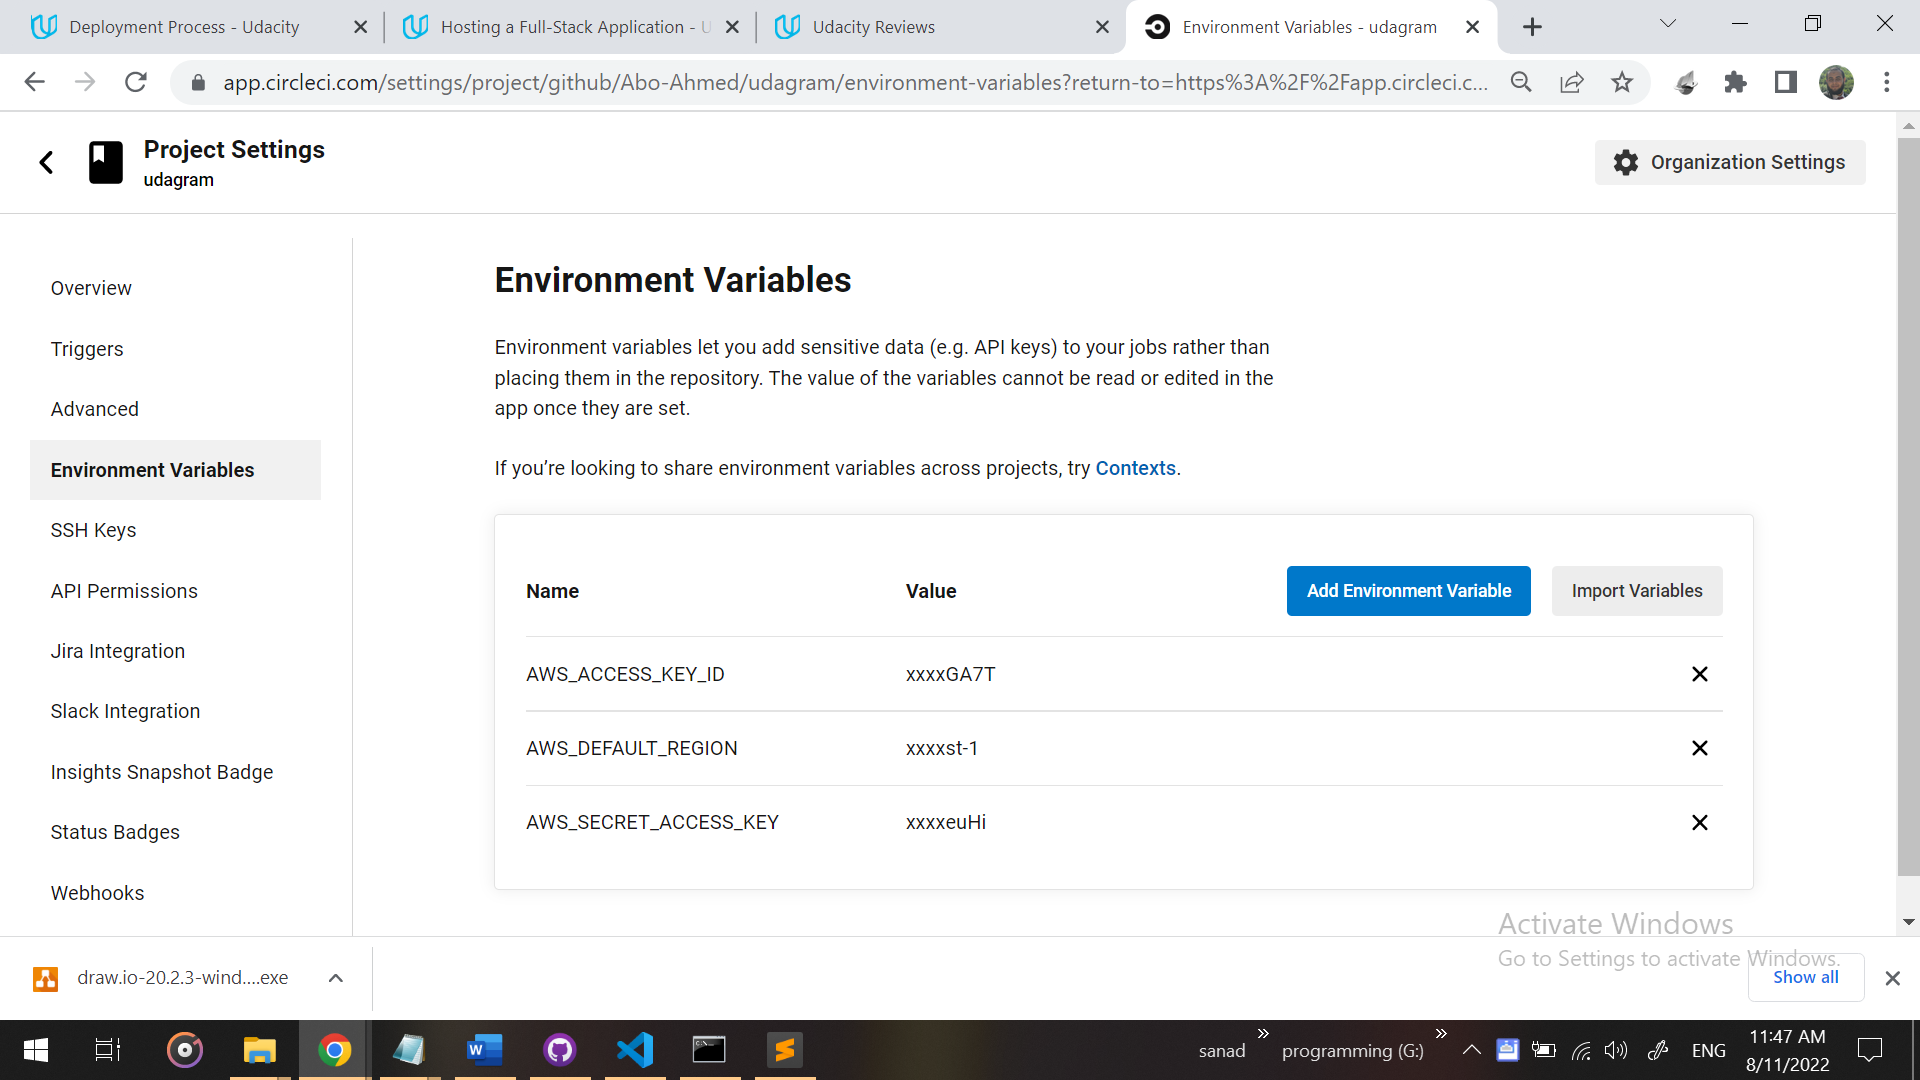 Deployment Process - Udacity
Hosting a Full-Stack Application - U
Udacity Reviews
Environment Variables - udagram
app.circleci.com/settings/project/github/Abo-Ahmed/udagram/environment-variables?return-to=https%3A%2F%2Fapp.circleci.c...
Project Settings
udagram
Organization Settings
Overview
Triggers
Advanced
Environment Variables
SSH Keys
API Permissions
Jira Integration
Slack Integration
Insights Snapshot Badge
Status Badges
Webhooks
Environment Variables
Environment variables let you add sensitive data (e.g. API keys) to your jobs rather than
placing them in the repository. The value of the variables cannot be read or edited in the
app once they are set.
If you’re looking to share environment variables across projects, try Contexts.
Name Value Add Environment Variable Import Variables
AWS_ACCESS_KEY_ID xxxxGA7T
AWS_DEFAULT_REGION xxxxst-1
AWS_SECRET_ACCESS_KEY xxxxeuHi
Activate Windows
Go to Settings to activate Windows.
draw.io-20.2.3-wind....exe
Show all
sanad
programming (G:)
ENG
11:47 AM
8/11/2022